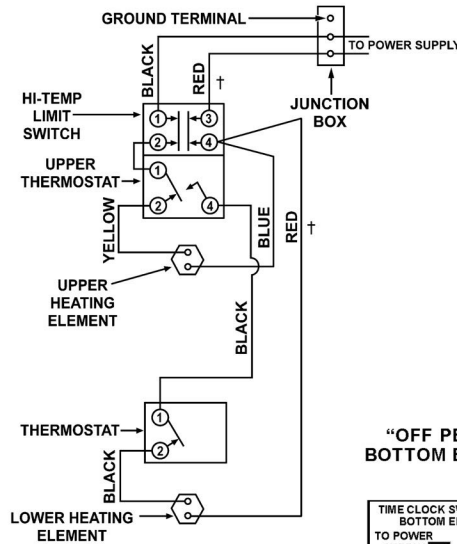 GROUND TERMINAL
TO POWER SUPPLY
BLACK
RED
†
HI-TEMP
LIMIT
SWITCH
JUNCTION
BOX
1
3
2
4
UPPER
THERMOSTAT
1
2
4
YELLOW
BLUE
RED
†
UPPER
HEATING
ELEMENT
BLACK
THERMOSTAT
1
2
BLACK
LOWER HEATING
ELEMENT
"OFF PE
BOTTOM E
TIME CLOCK SW
BOTTOM EL
TO POWER